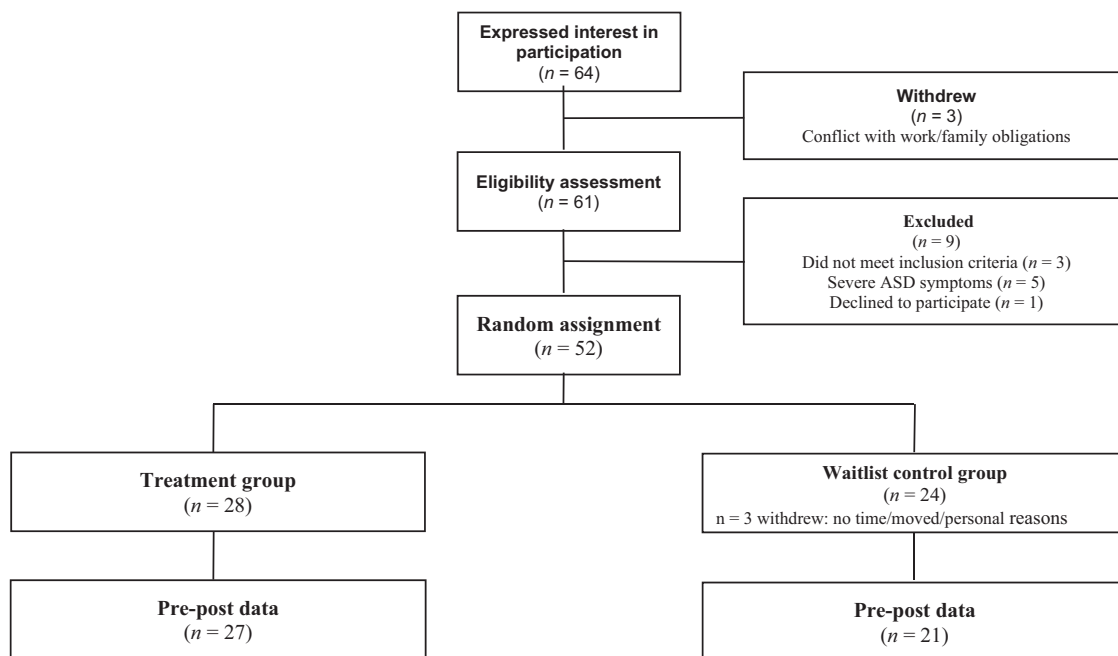 Expressed interest in
participation
(n = 64)
Withdrew
(n = 3)
Conflict with work/family obligations
Eligibility assessment
(n = 61)
Excluded
(n = 9)
Did not meet inclusion criteria (n = 3)
Severe ASD symptoms (n = 5)
Declined to participate (n = 1)
Random assignment
(n = 52)
Treatment group
(n = 28)
Waitlist control group
(n = 24)
n = 3 withdrew: no time/moved/personal reasons
Pre-post data
(n = 27)
Pre-post data
(n = 21)